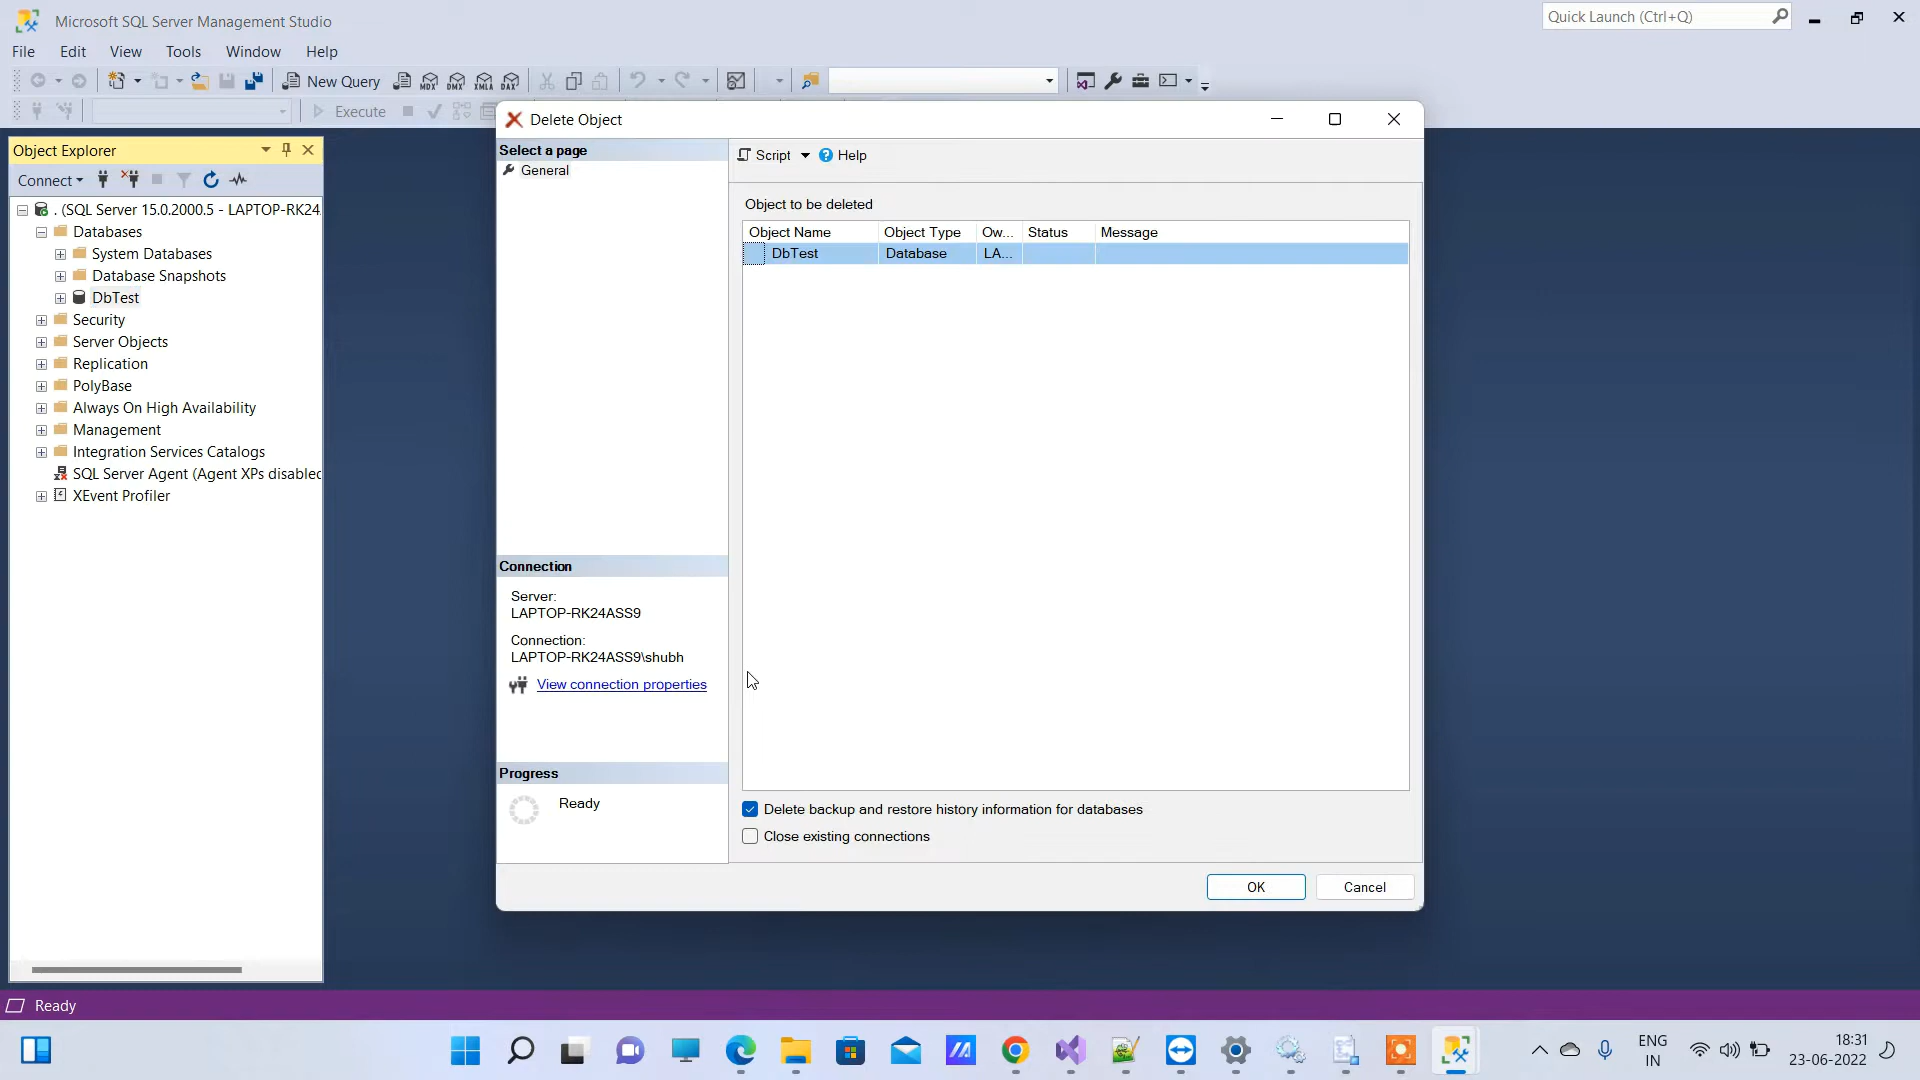 Microsoft SQL Server Management Studio
Quick Launch (Ctrl+Q)
File Edit View Tools Window Help
New Query
MDX DMX XMLA DAX
Execute
Object Explorer
Connect
. (SQL Server 15.0.2000.5 - LAPTOP-RK24
Databases
System Databases
Database Snapshots
DbTest
Security
Server Objects
Replication
PolyBase
Always On High Availability
Management
Integration Services Catalogs
SQL Server Agent (Agent XPs disabled
XEvent Profiler
Delete Object
Select a page
General
Script Help
Object to be deleted
Object Name Object Type Ow... Status Message
DbTest Database LA...
Connection
Server:
LAPTOP-RK24ASS9
Connection:
LAPTOP-RK24ASS9\shubh
View connection properties
Progress
Ready
Delete backup and restore history information for databases
Close existing connections
OK Cancel
Ready
ENG
IN
18:31
23-06-2022